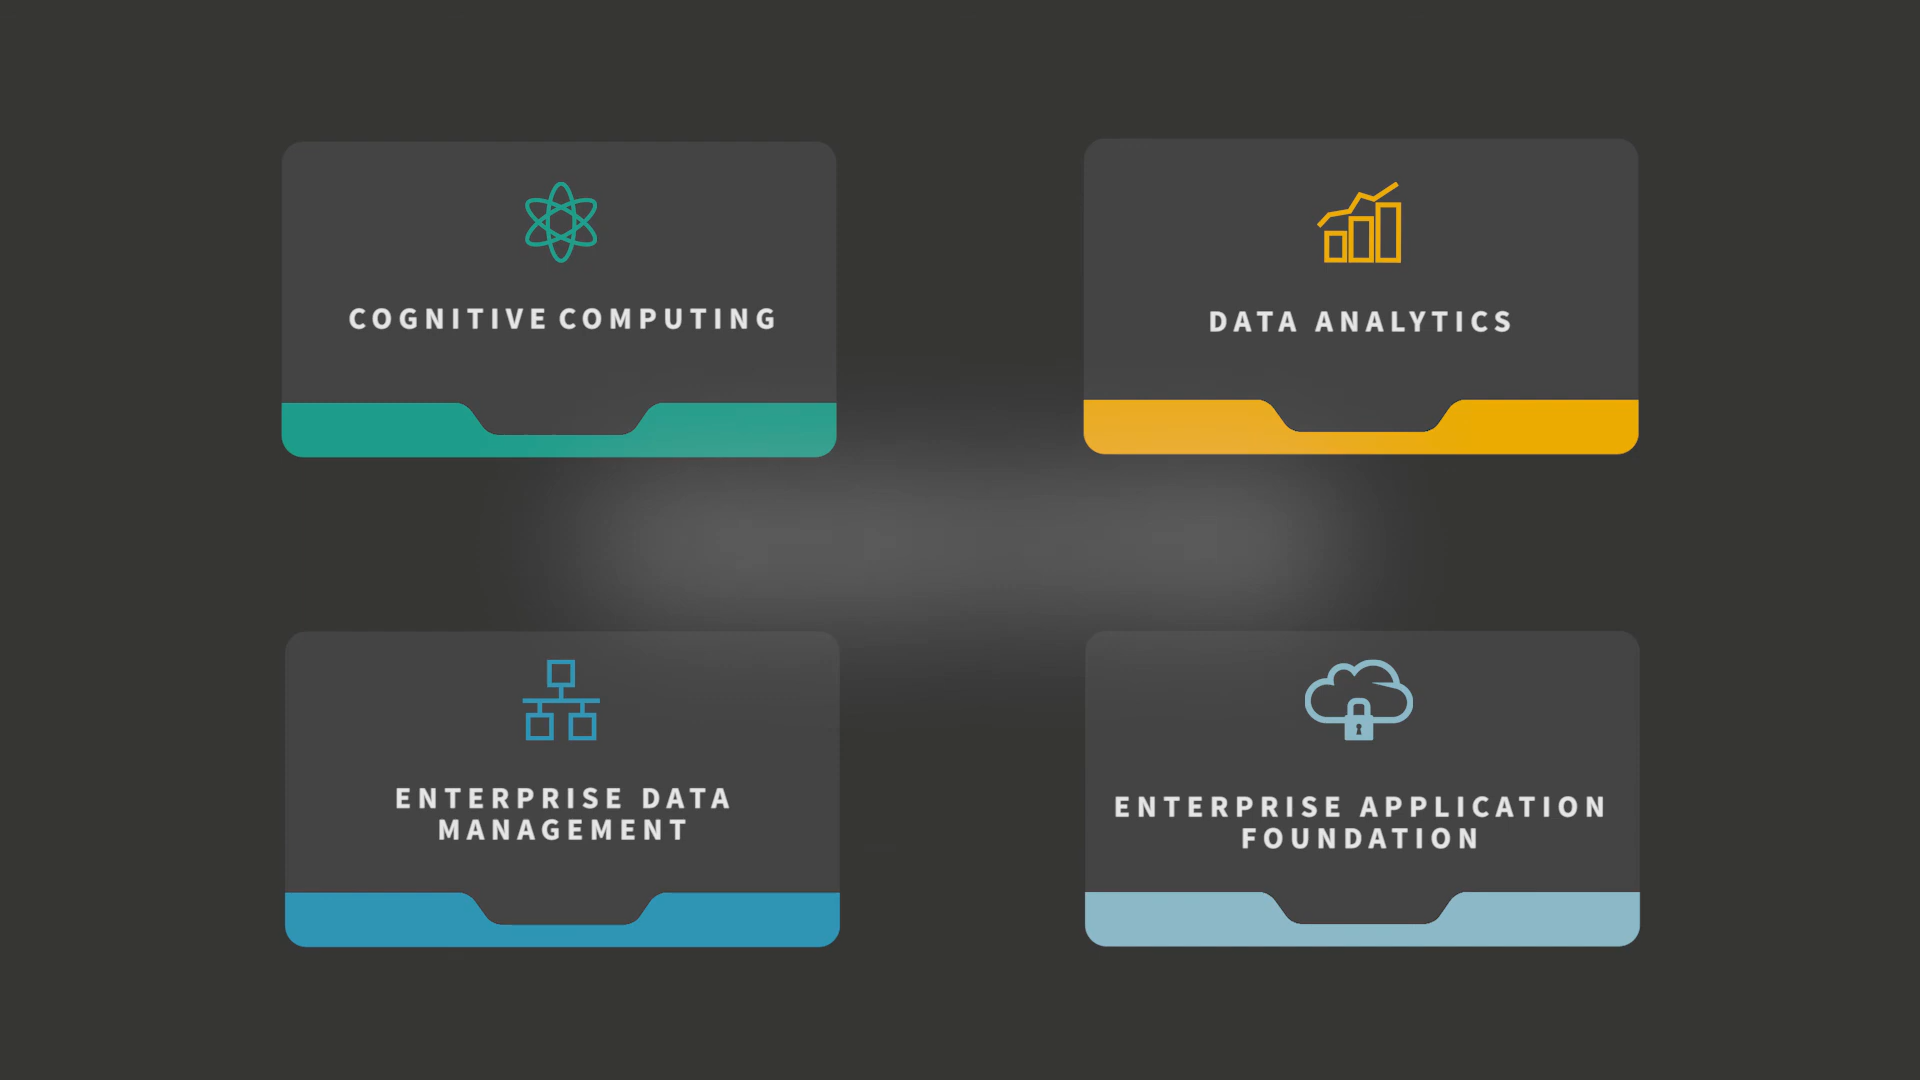 COGNITIVE COMPUTING
DATA ANALYTICS
ENTERPRISE DATA
MANAGEMENT
ENTERPRISE APPLICATION
FOUNDATION